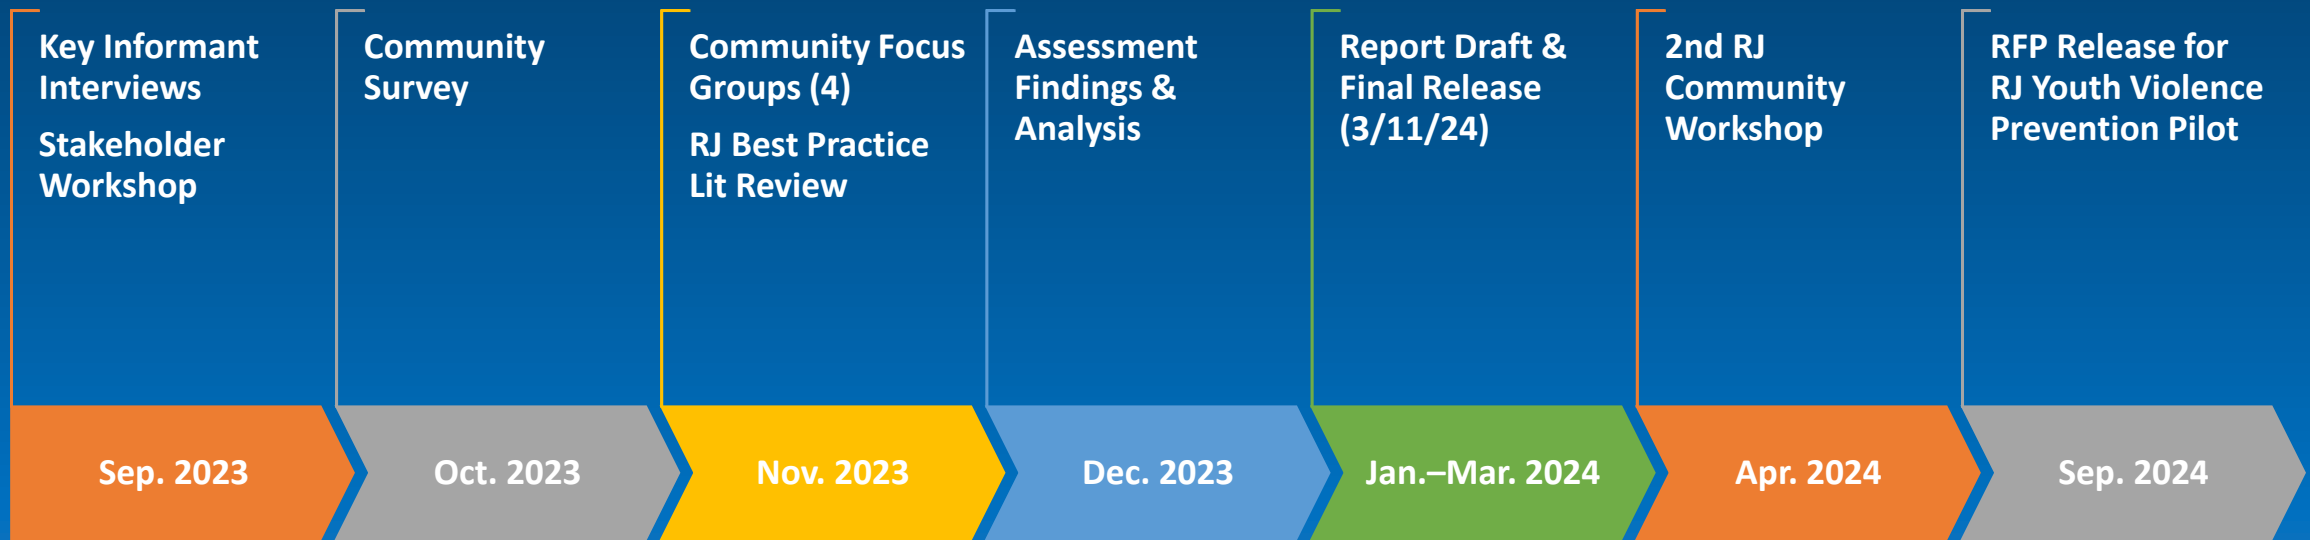 Key Informant
Interviews
Stakeholder
Workshop
Community
Survey
Community Focus
Groups (4)
RJ Best Practice
Lit Review
Assessment
Findings &
Analysis
Report Draft &
Final Release
(3/11/24)
2nd RJ
Community
Workshop
RFP Release for
RJ Youth Violence
Prevention Pilot
Sep. 2023
Oct. 2023
Nov. 2023
Dec. 2023
Jan.–Mar. 2024
Apr. 2024
Sep. 2024